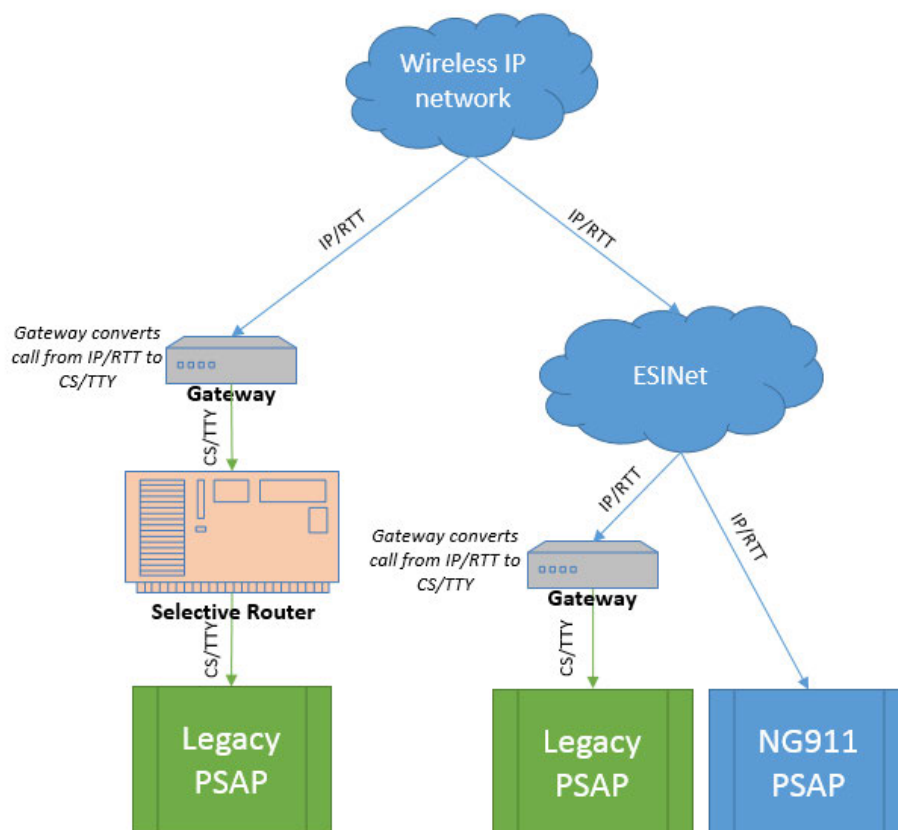 Wireless IP
network
IP/RTT
IP/RTT
Gateway converts
call from IP/RTT to
CS/TTY
Gateway
ESINet
CS/TTY
IP/RTT
IP/RTT
Gateway converts
call from IP/RTT to
CS/TTY
Gateway
Selective Router
CS/TTY
CS/TTY
Legacy
PSAP
Legacy
PSAP
NG911
PSAP